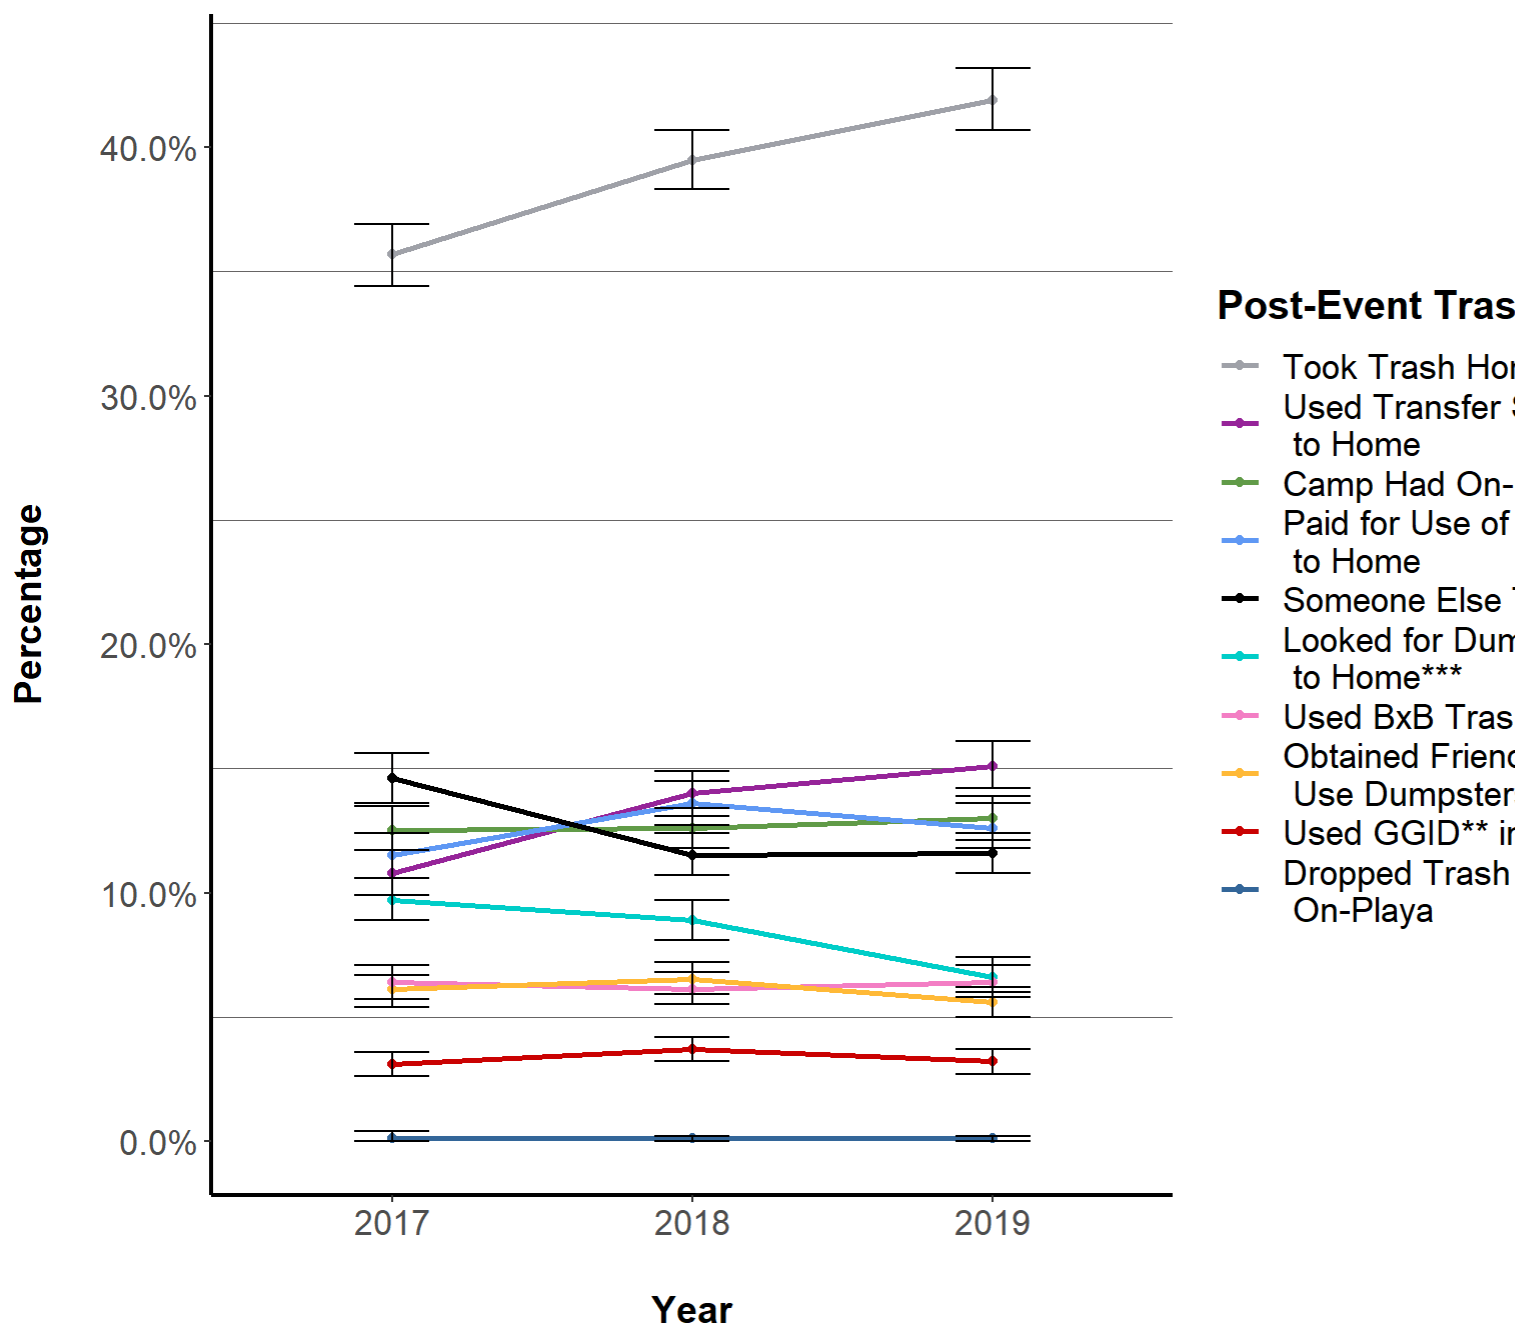 40.0%
30.0%
20.0%
10.0%
0.0%
Percentage
2017
2018
2019
Year
Post-Event Tras
Took Trash Hor
Used Transfer
to Home
Camp Had On-
Paid for Use of
to Home
Someone Else
Looked for Dum
to Home***
Used BxB Tras
Obtained Friend
Use Dumpster
Used GGID** in
Dropped Trash
On-Playa